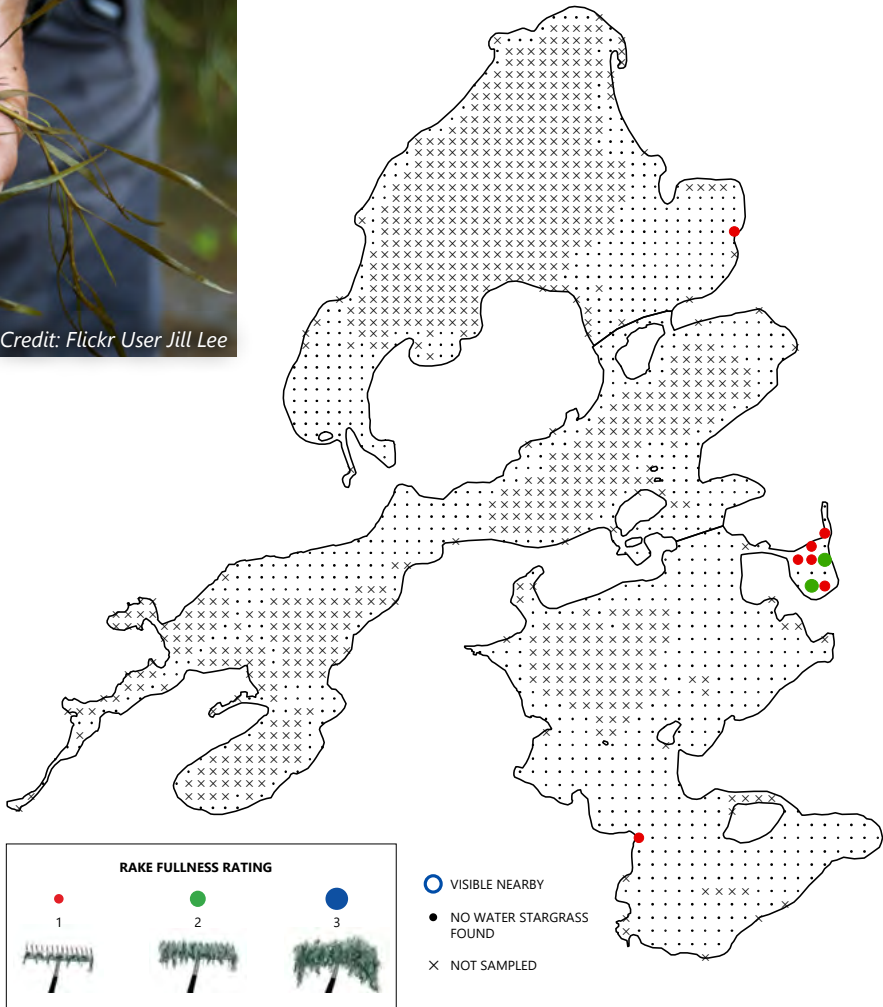 Credit: Flickr User Jill Lee
RAKE FULLNESS RATING
1 2 3
VISIBLE NEARBY
NO WATER STARGRASS
FOUND
NOT SAMPLED